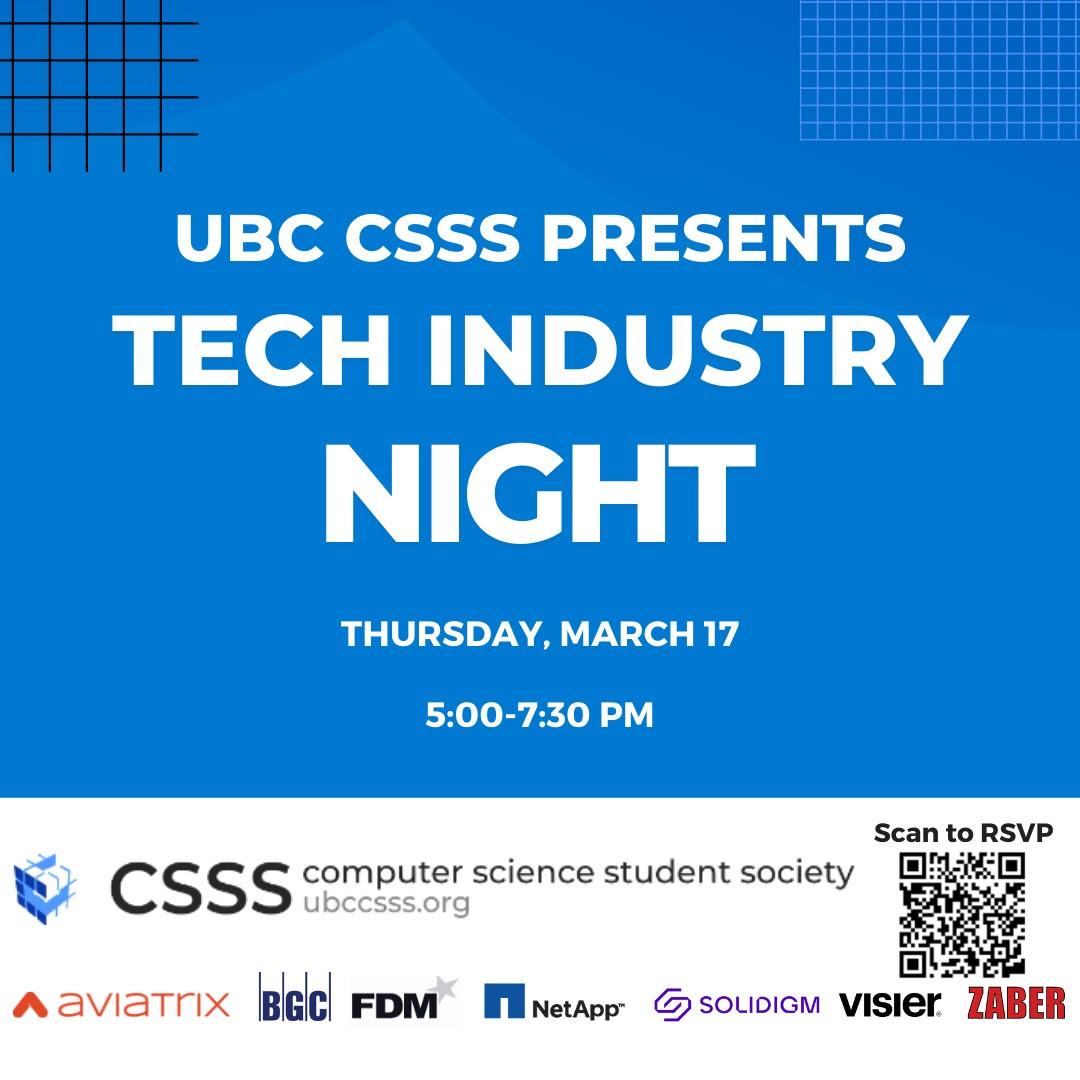 UBC CSSS PRESENTS
TECH INDUSTRY
NIGHT
THURSDAY, MARCH 17
5:00-7:30 PM
Scan to RSVP
CSSS computer science student society
ubccsss.org
AVIATRIX
BGC
FDM
NetApp™
SOLIDIGM
VISIER®
ZABER